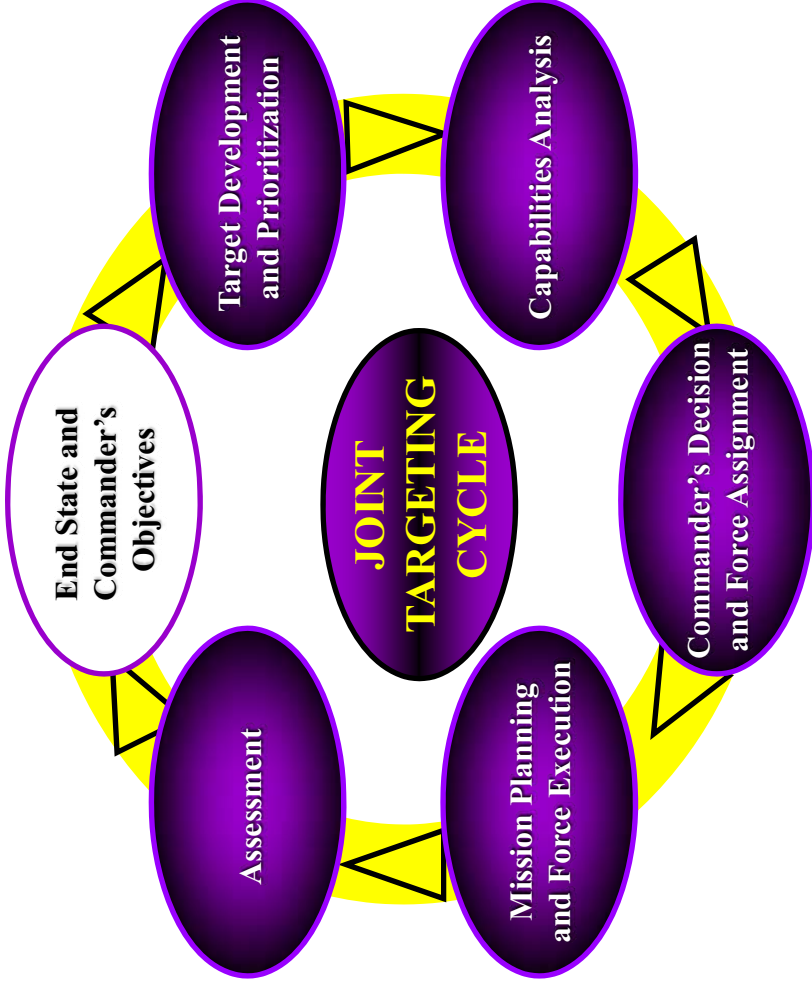 End State and
Commander’s
Objectives
Target Development
and Prioritization
Capabilities Analysis
Commander’s Decision
and Force Assignment
Mission Planning
and Force Execution
Assessment
JOINT
TARGETING
CYCLE